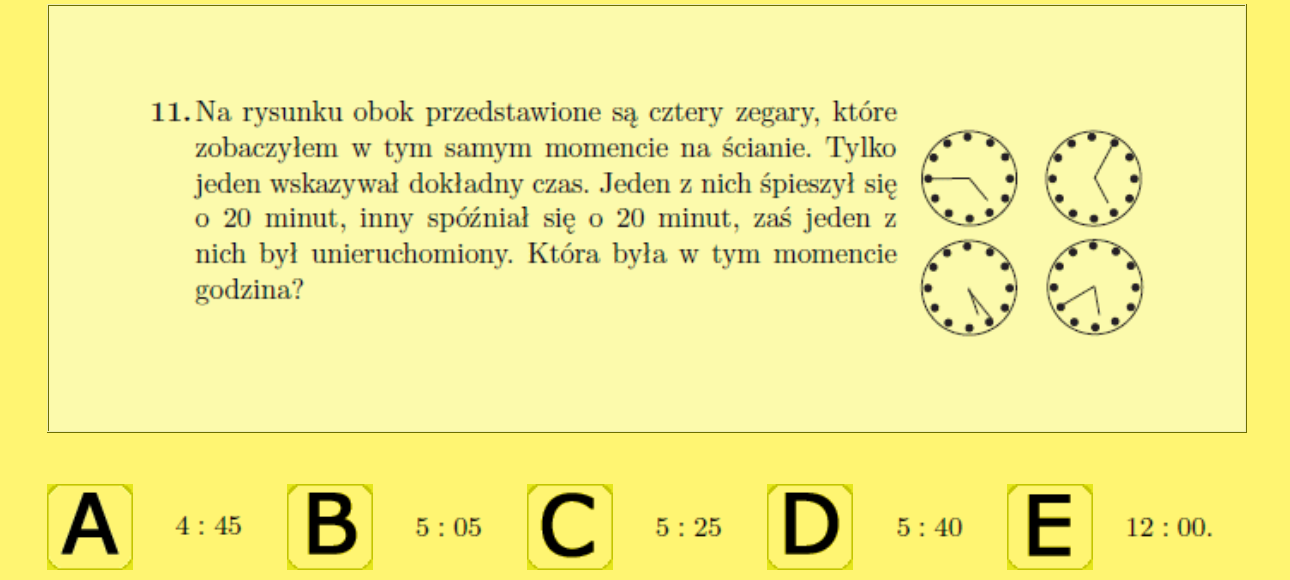 11. Na rysunku obok przedstawione są cztery zegary, które
zobaczyłem w tym samym momencie na ścianie. Tylko
jeden wskazywał dokładny czas. Jeden z nich śpieszył się
o 20 minut, inny spóźniał się o 20 minut, zaś jeden z
nich był unieruchomiony. Która była w tym momencie
godzina?
A 4 : 45 B 5 : 05 C 5 : 25 D 5 : 40 E 12 : 00.